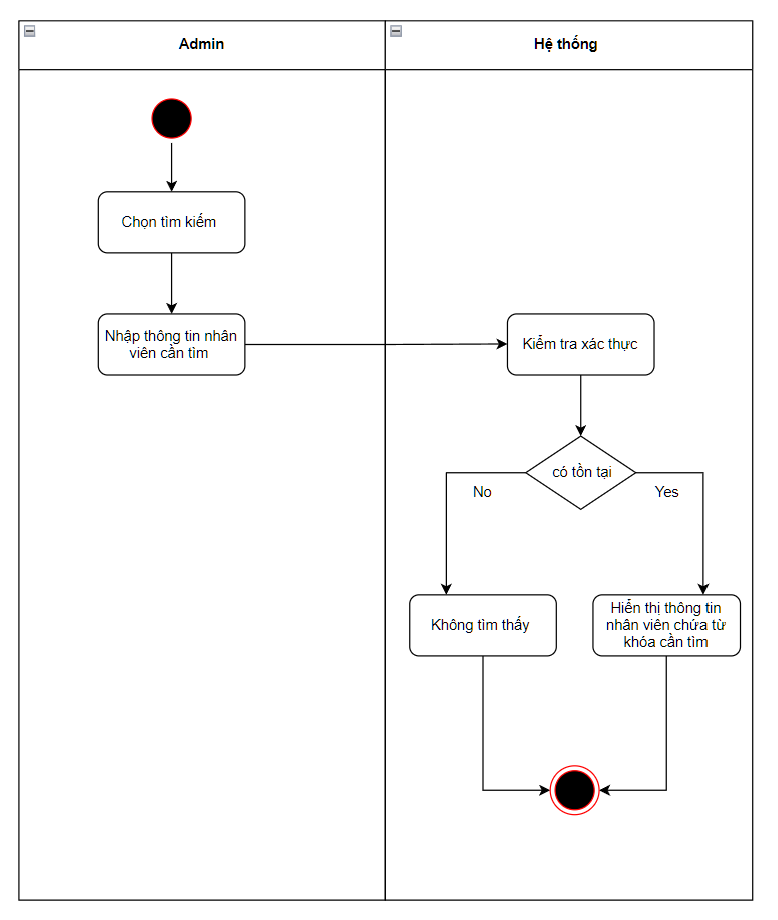 Admin
Hệ thống
Chọn tìm kiếm
Nhập thông tin nhân
viên cần tìm
Kiểm tra xác thực
có tồn tại
No
Yes
Không tìm thấy
Hiển thị thông tin
nhân viên chứa từ
khóa cần tìm